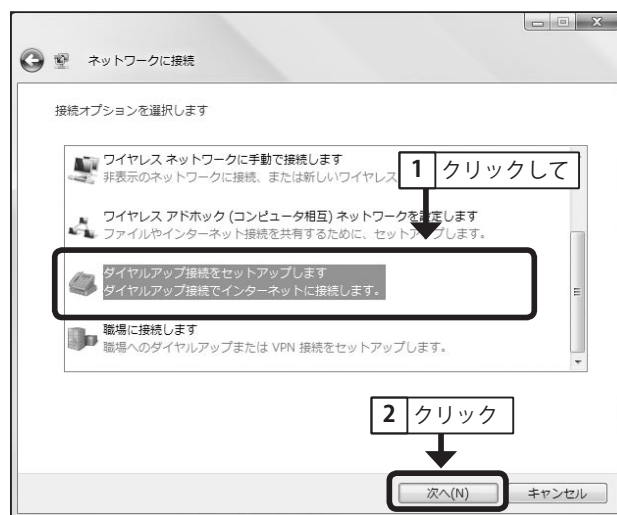 ネットワークに接続
接続オプションを選択します
ワイヤレス ネットワークに手動で接続します
非表示のネットワークに接続、または新しいワイヤレス
1 クリックして
ワイヤレス アドホック (コンピュータ相互) ネットワークを設定します
ファイルやインターネット接続を共有するために、セットアップします。
ダイヤルアップ接続をセットアップします
ダイヤルアップ接続でインターネットに接続します。
職場に接続します
職場へのダイヤルアップまたは VPN 接続をセットアップします。
2 クリック
次へ(N)
キャンセル